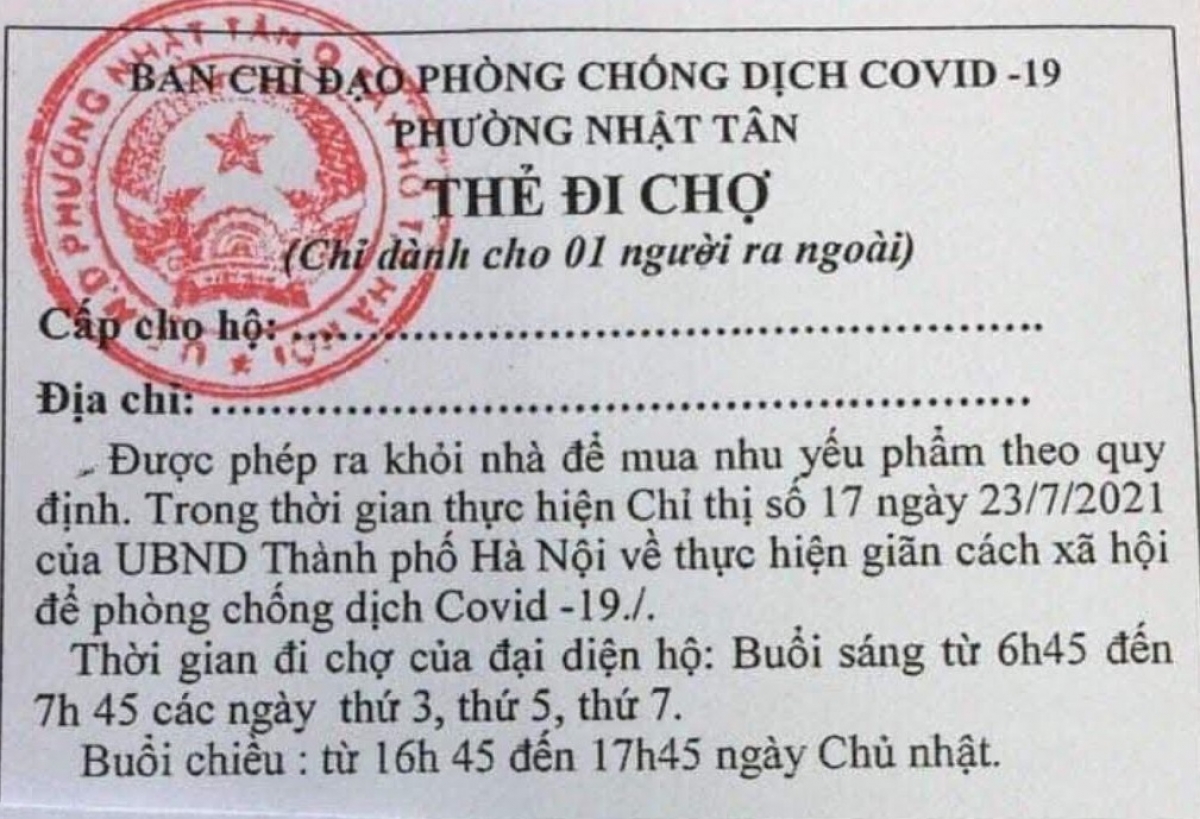 BAN CHỈ ĐẠO PHÒNG CHỐNG DỊCH COVID -19
PHƯỜNG NHẬT TÂN
THẺ ĐI CHỢ
(Chỉ dành cho 01 người ra ngoài)
Cấp cho hộ: ..........................................................
Địa chỉ: ................................................................
Được phép ra khỏi nhà để mua nhu yếu phẩm theo quy
định. Trong thời gian thực hiện Chỉ thị số 17 ngày 23/7/2021
của UBND Thành phố Hà Nội về thực hiện giãn cách xã hội
để phòng chống dịch Covid -19./.
Thời gian đi chợ của đại diện hộ: Buổi sáng từ 6h45 đến
7h 45 các ngày thứ 3, thứ 5, thứ 7.
Buổi chiều : từ 16h 45 đến 17h45 ngày Chủ nhật.
PHƯỜNG NHẬT TÂN